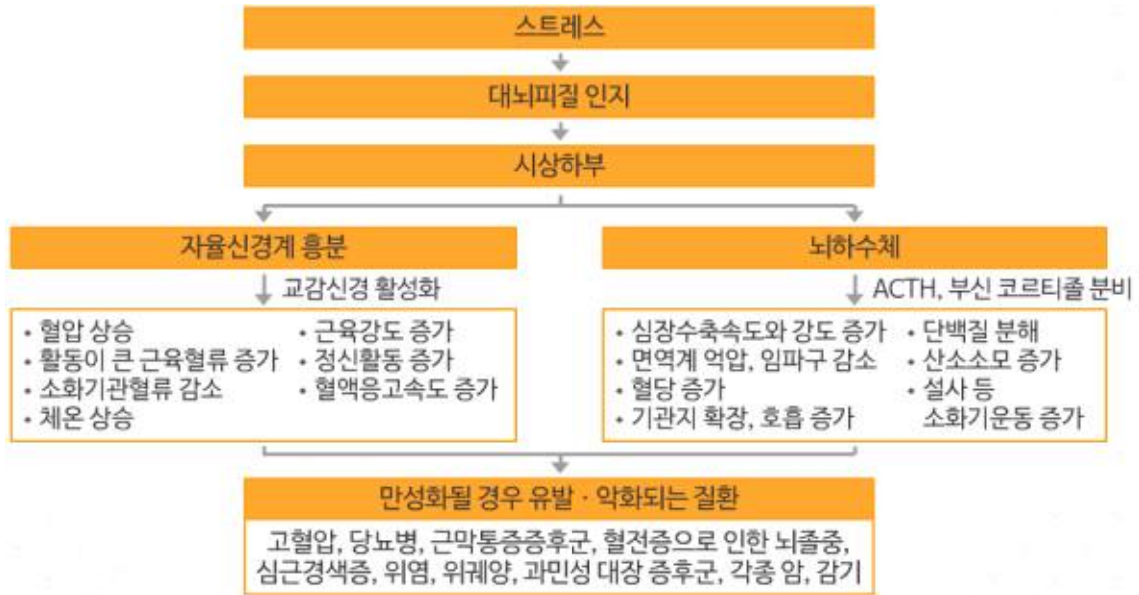 스트레스
대뇌피질 인지
시상하부
자율신경계 흥분
교감신경 활성화
• 혈압 상승
• 활동이 큰 근육혈류 증가
• 소화기관혈류 감소
• 체온 상승
• 근육강도 증가
• 정신활동 증가
• 혈액응고속도 증가
뇌하수체
ACTH, 부신 코르티졸 분비
• 심장수축속도와 강도 증가
• 면역계 억압, 임파구 감소
• 혈당 증가
• 기관지 확장, 호흡 증가
• 단백질 분해
• 산소소모 증가
• 설사 등
소화기운동 증가
만성화될 경우 유발 · 악화되는 질환
고혈압, 당뇨병, 근막통증증후군, 혈전증으로 인한 뇌졸중,
심근경색증, 위염, 위궤양, 과민성 대장 증후군, 각종 암, 감기